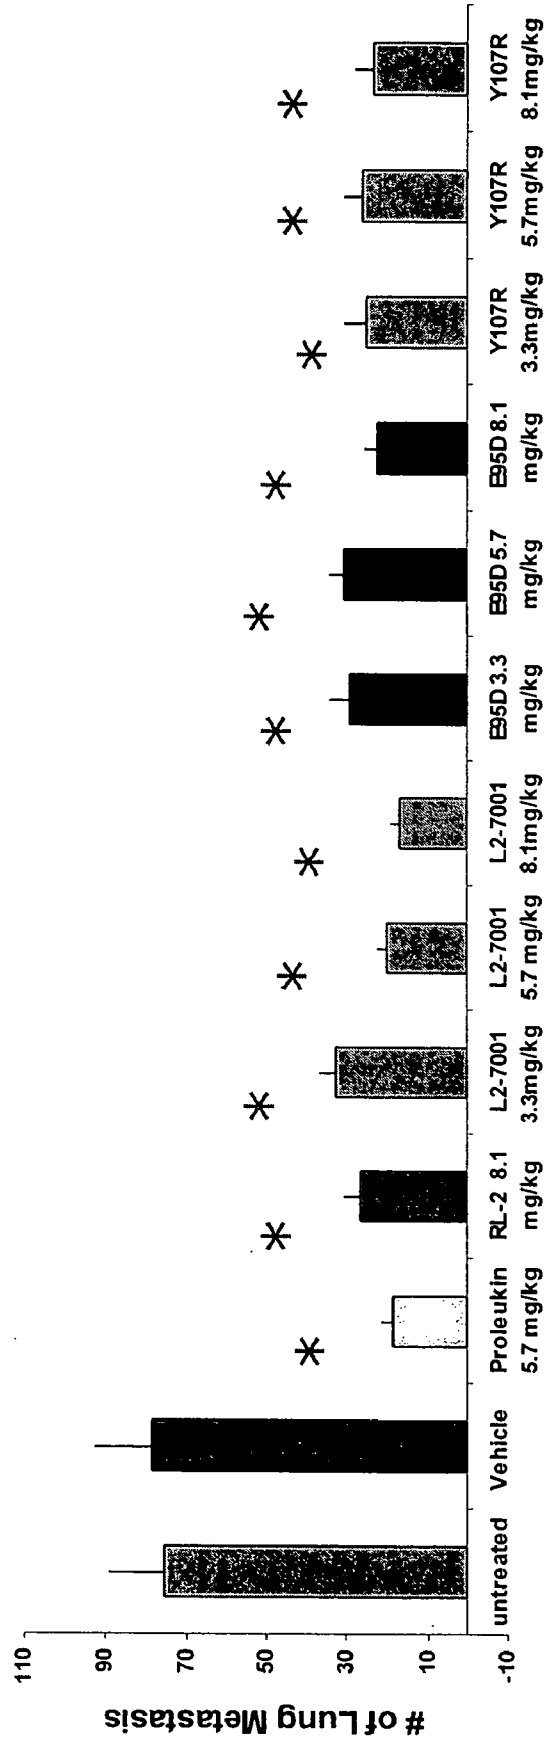 # of Lung Metastasis
110
90
70
50
30
10
-10
untreated
Vehicle
Proleukin
5.7 mg/kg
RL-2 8.1
mg/kg
L2-7001
3.3mg/kg
L2-7001
5.7 mg/kg
L2-7001
8.1mg/kg
E95D 3.3
mg/kg
E95D 5.7
mg/kg
E95D 8.1
mg/kg
Y107R
3.3mg/kg
Y107R
5.7mg/kg
Y107R
8.1mg/kg